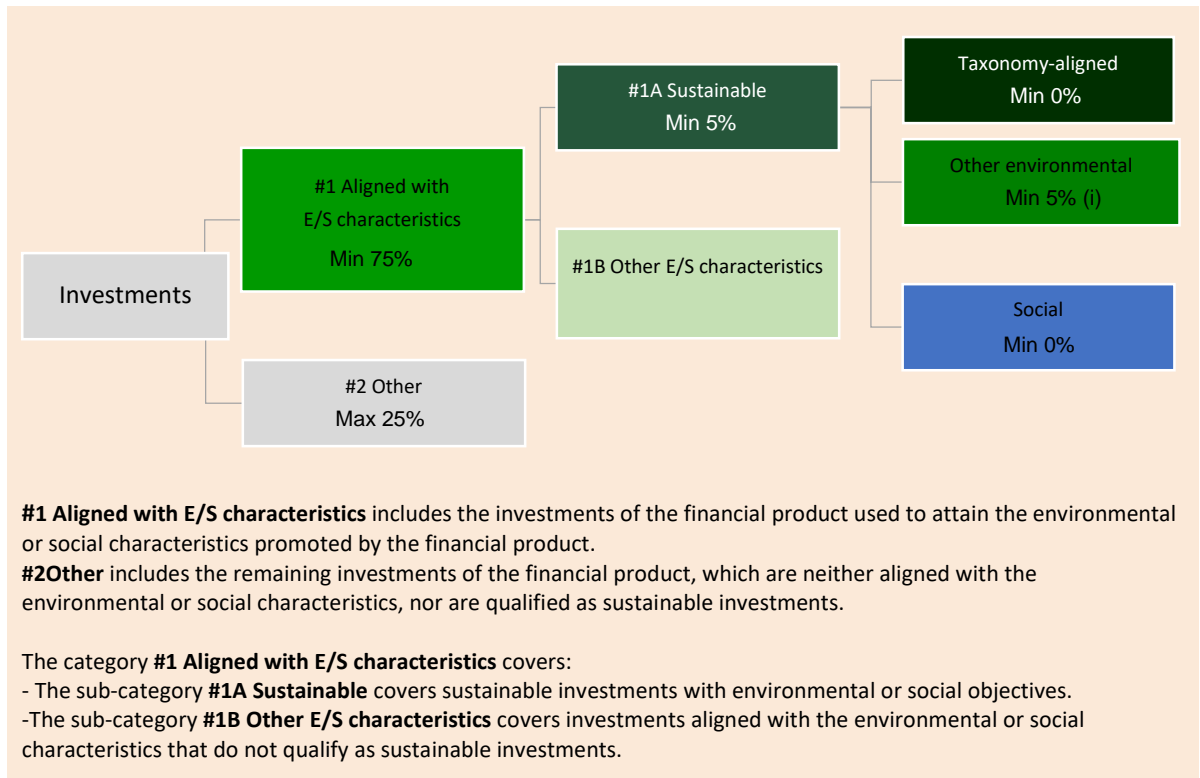 Taxonomy-aligned
Min 0%
#1A Sustainable
Min 5%
Other environmental
Min 5% (i)
#1 Aligned with
E/S characteristics
Min 75%
#1B Other E/S characteristics
Investments
Social
Min 0%
#2 Other
Max 25%
#1 Aligned with E/S characteristics includes the investments of the financial product used to attain the environmental
or social characteristics promoted by the financial product.
#2Other includes the remaining investments of the financial product, which are neither aligned with the
environmental or social characteristics, nor are qualified as sustainable investments.
The category #1 Aligned with E/S characteristics covers:
- The sub-category #1A Sustainable covers sustainable investments with environmental or social objectives.
-The sub-category #1B Other E/S characteristics covers investments aligned with the environmental or social
characteristics that do not qualify as sustainable investments.